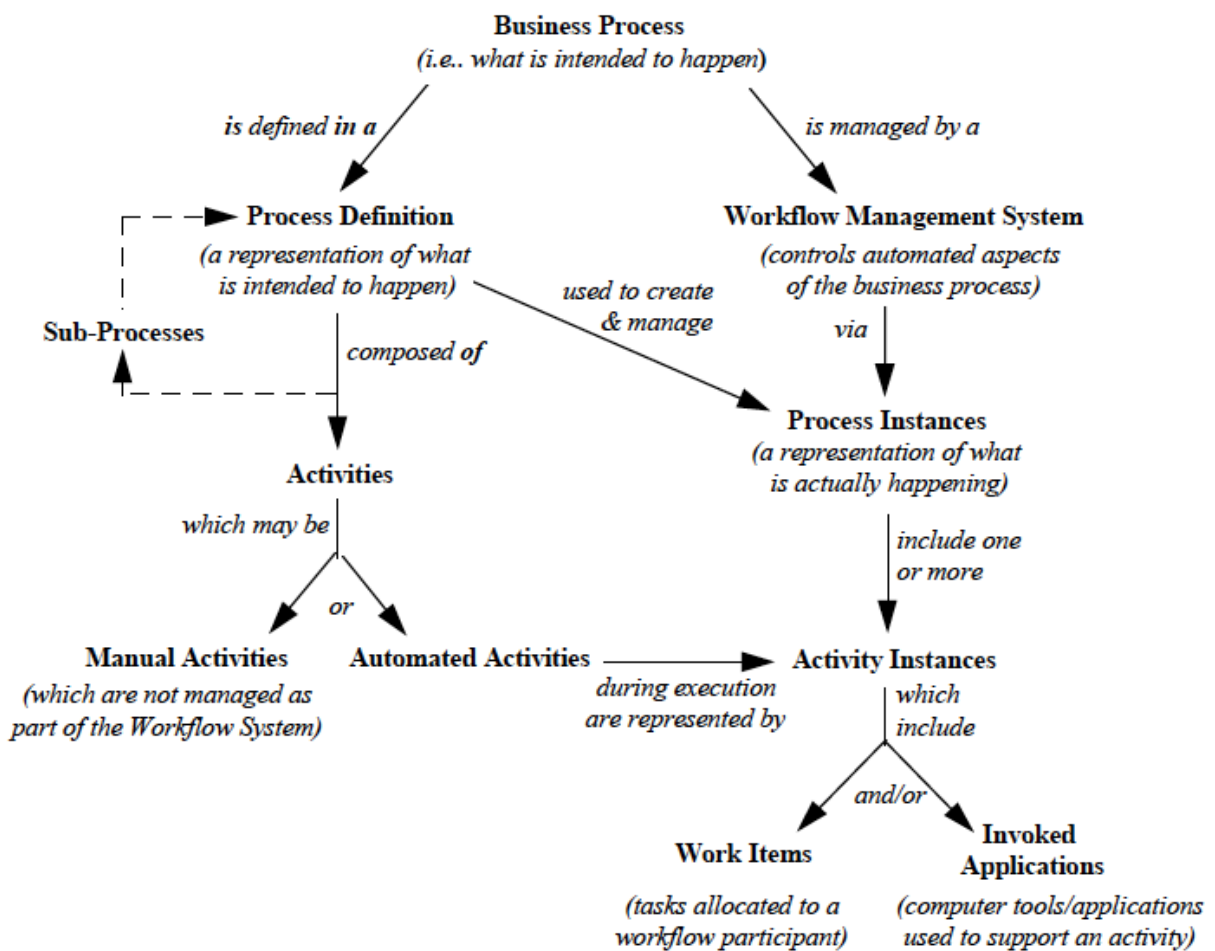 Business Process
(i.e.. what is intended to happen)
is defined in a
is managed by a
Process Definition
(a representation of what
is intended to happen)
Workflow Management System
(controls automated aspects
of the business process)
used to create
& manage
via
Sub-Processes
composed of
Process Instances
(a representation of what
is actually happening)
Activities
which may be
include one
or more
or
Manual Activities
(which are not managed as
part of the Workflow System)
Automated Activities
during execution
are represented by
Activity Instances
which
include
and/or
Work Items
(tasks allocated to a
workflow participant)
Invoked
Applications
(computer tools/applications
used to support an activity)